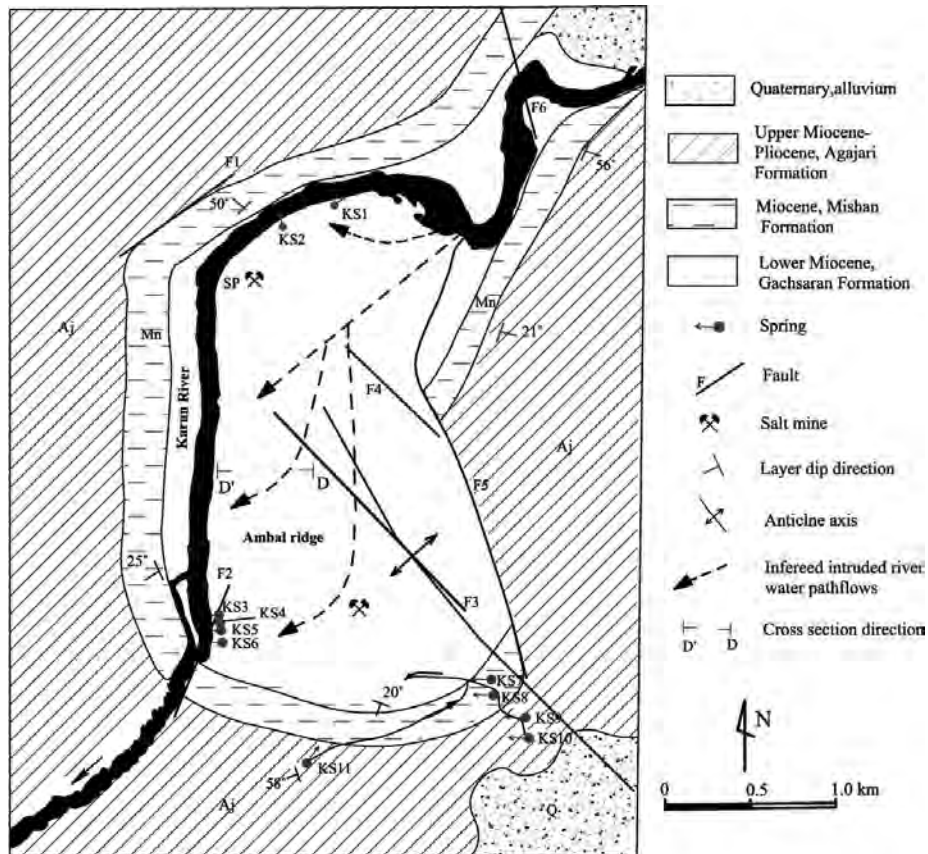 F6
56°
F1
50°
KS1
KS2
SP
Mn
Mn
21°
Aj
Karun River
F4
Aj
D'
D
F5
Ambal ridge
25°
F2
KS3
KS4
KS5
KS6
F3
20°
KS7
KS8
KS9
KS10
KS11
58°
Aj
Q
Quaternary,alluvium
Upper Miocene-
Pliocene, Agajari
Formation
Miocene, Mishan
Formation
Lower Miocene,
Gachsaran Formation
Spring
F
Fault
Salt mine
Layer dip direction
Anticlne axis
Infereed intruded river
water pathflows
D'
D
Cross section direction
N
0
0.5
1.0 km